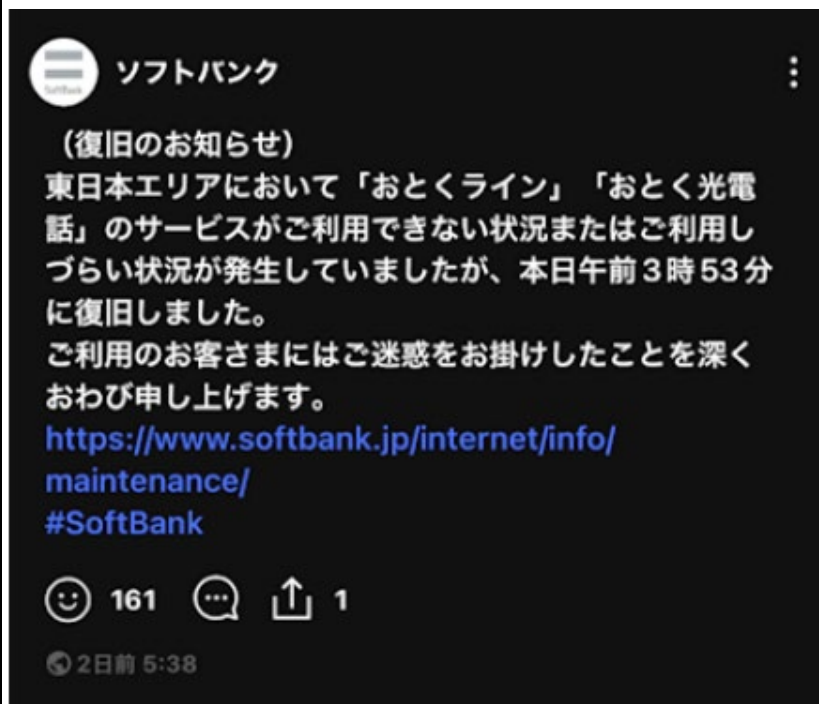 ソフトバンク
SoftBank
（復旧のお知らせ）
東日本エリアにおいて「おとくライン」「おとく光電
話」のサービスがご利用できない状況またはご利用し
づらい状況が発生していましたが、本日午前3時53分
に復旧しました。
ご利用のお客さまにはご迷惑をお掛けしたことを深く
おわび申し上げます。
https://www.softbank.jp/internet/info/
maintenance/
#SoftBank
161
1
2日前 5:38